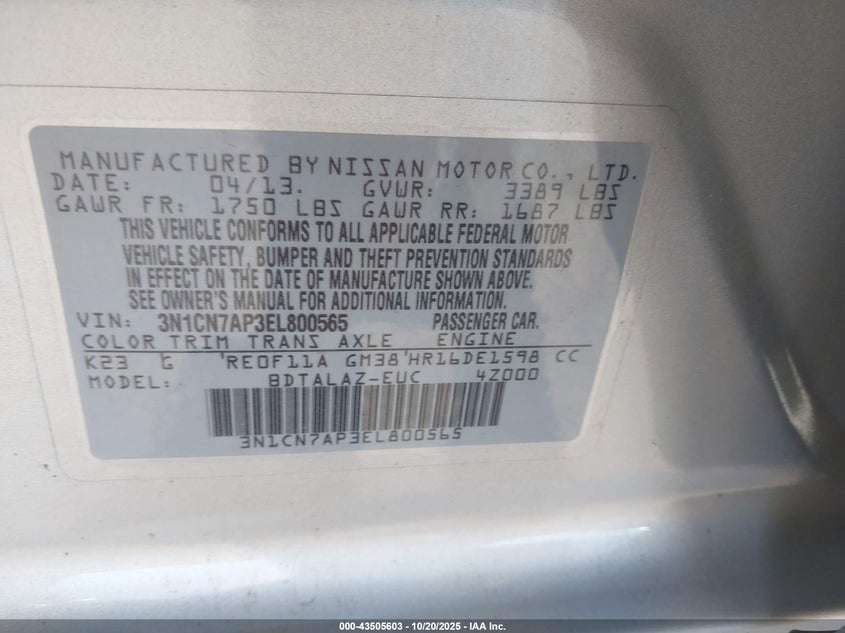 MANUFACTURED BY NISSAN MOTOR CO., LTD.
DATE: 04/13. GVWR: 3389 LBS
GAWR FR: 1750 LBS GAWR RR: 1687 LBS
THIS VEHICLE CONFORMS TO ALL APPLICABLE FEDERAL MOTOR
VEHICLE SAFETY, BUMPER AND THEFT PREVENTION STANDARDS
IN EFFECT ON THE DATE OF MANUFACTURE SHOWN ABOVE.
SEE OWNER'S MANUAL FOR ADDITIONAL INFORMATION.
VIN: 3N1CN7AP3EL800565 PASSENGER CAR.
COLOR TRIM TRANS AXLE ENGINE
K23 G 'RE0F11A GM38'HR16DE1598 CC
MODEL: BDTALAZ-EUC 4Z000
3N1CN7AP3EL800565
000-43505603 | 10/20/2025 - IAA Inc.